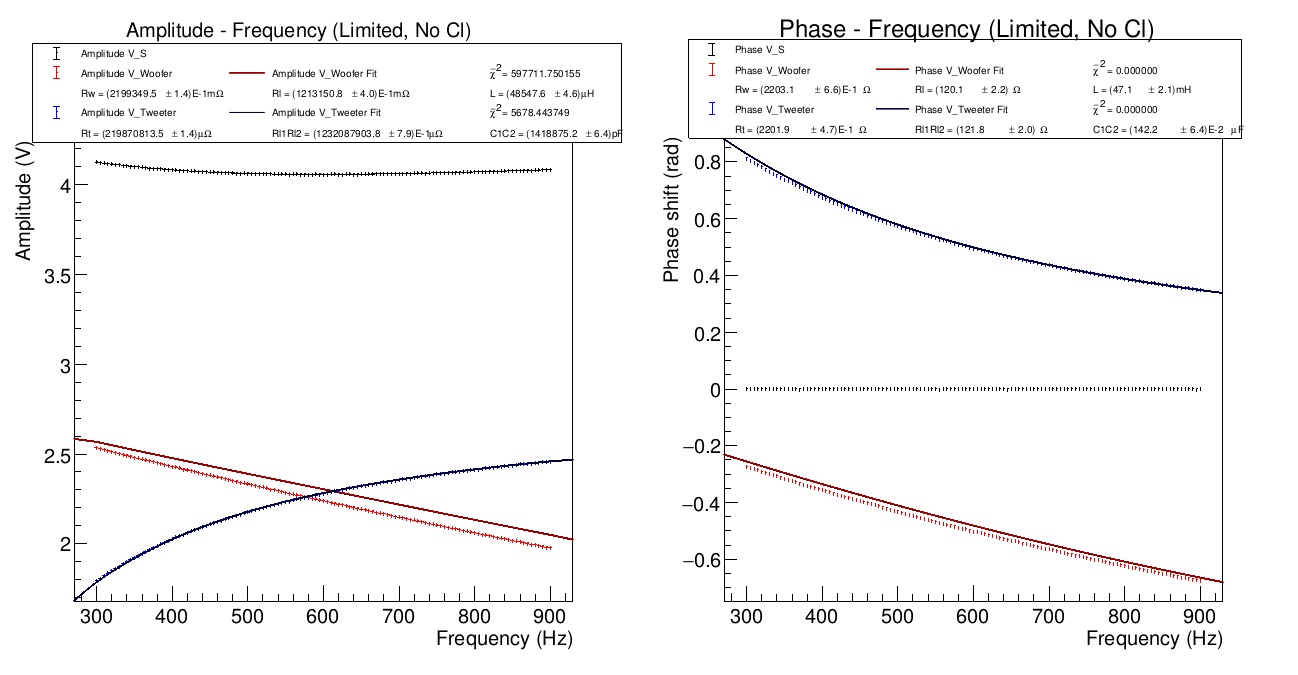 Amplitude - Frequency (Limited, No Cl)
Amplitude V_S
Amplitude V_Woofer Amplitude V_Woofer Fit χ̄² = 597711.750155
Rw = (2199349.5 ± 1.4)E-1mΩ Rl = (1213150.8 ± 4.0)E-1mΩ L = (48547.6 ± 4.6)μH
Amplitude V_Tweeter Amplitude V_Tweeter Fit χ̄² = 5678.443749
Rt = (219870813.5 ± 1.4)μΩ Rl1Rl2 = (1232087903.8 ± 7.9)E-1μΩ C1C2 = (1418875.2 ± 6.4)pF
Amplitude (V)
4
3.5
3
2.5
2
300 400 500 600 700 800 900
Frequency (Hz)
Phase - Frequency (Limited, No Cl)
Phase V_S
Phase V_Woofer Phase V_Woofer Fit χ̄² = 0.000000
Rw = (2203.1 ± 6.6)E-1 Ω Rl = (120.1 ± 2.2) Ω L = (47.1 ± 2.1)mH
Phase V_Tweeter Phase V_Tweeter Fit χ̄² = 0.000000
Rt = (2201.9 ± 4.7)E-1 Ω Rl1Rl2 = (121.8 ± 2.0) Ω C1C2 = (142.2 ± 6.4)E-2 μF
Phase shift (rad)
0.8
0.6
0.4
0.2
0
−0.2
−0.4
−0.6
300 400 500 600 700 800 900
Frequency (Hz)